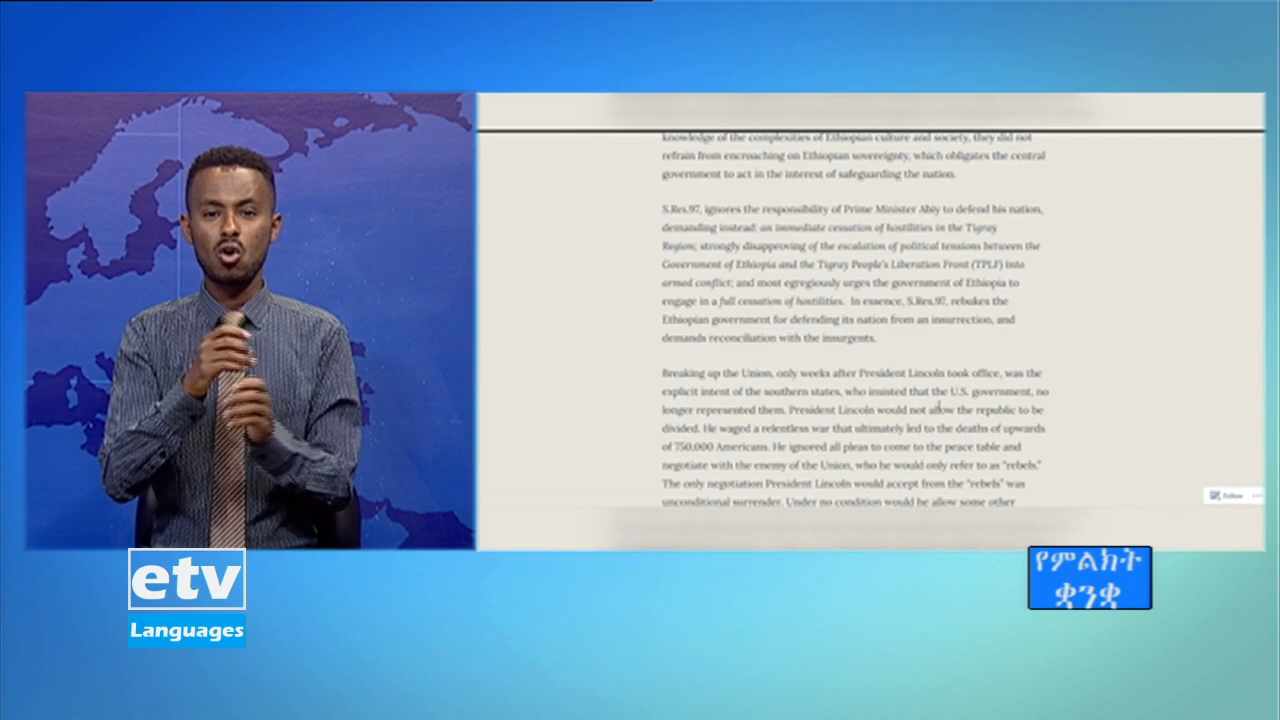 knowledge of the complexities of Ethiopian culture and society, they did not
refrain from encroaching on Ethiopian sovereignty, which obligates the central
government to act in the interest of safeguarding the nation.
S.Res.97, ignores the responsibility of Prime Minister Abiy to defend his nation,
demanding instead: an immediate cessation of hostilities in the Tigray
Region; strongly disapproving of the escalation of political tensions between the
Government of Ethiopia and the Tigray People's Liberation Front (TPLF) into
armed conflict; and most egregiously urges the government of Ethiopia to
engage in a full cessation of hostilities. In essence, S.Res.97, rebukes the
Ethiopian government for defending its nation from an insurrection, and
demands reconciliation with the insurgents.
Breaking up the Union, only weeks after President Lincoln took office, was the
explicit intent of the southern states, who insisted that the U.S. government, no
longer represented them. President Lincoln would not allow the republic to be
divided. He waged a relentless war that ultimately led to the deaths of upwards
of 750,000 Americans. He ignored all pleas to come to the peace table and
negotiate with the enemy of the Union, who he would only refer to as "rebels."
The only negotiation President Lincoln would accept from the "rebels" was
unconditional surrender. Under no condition would he allow some other
Follow
etv
Languages
የምልክት
ቋንቋ